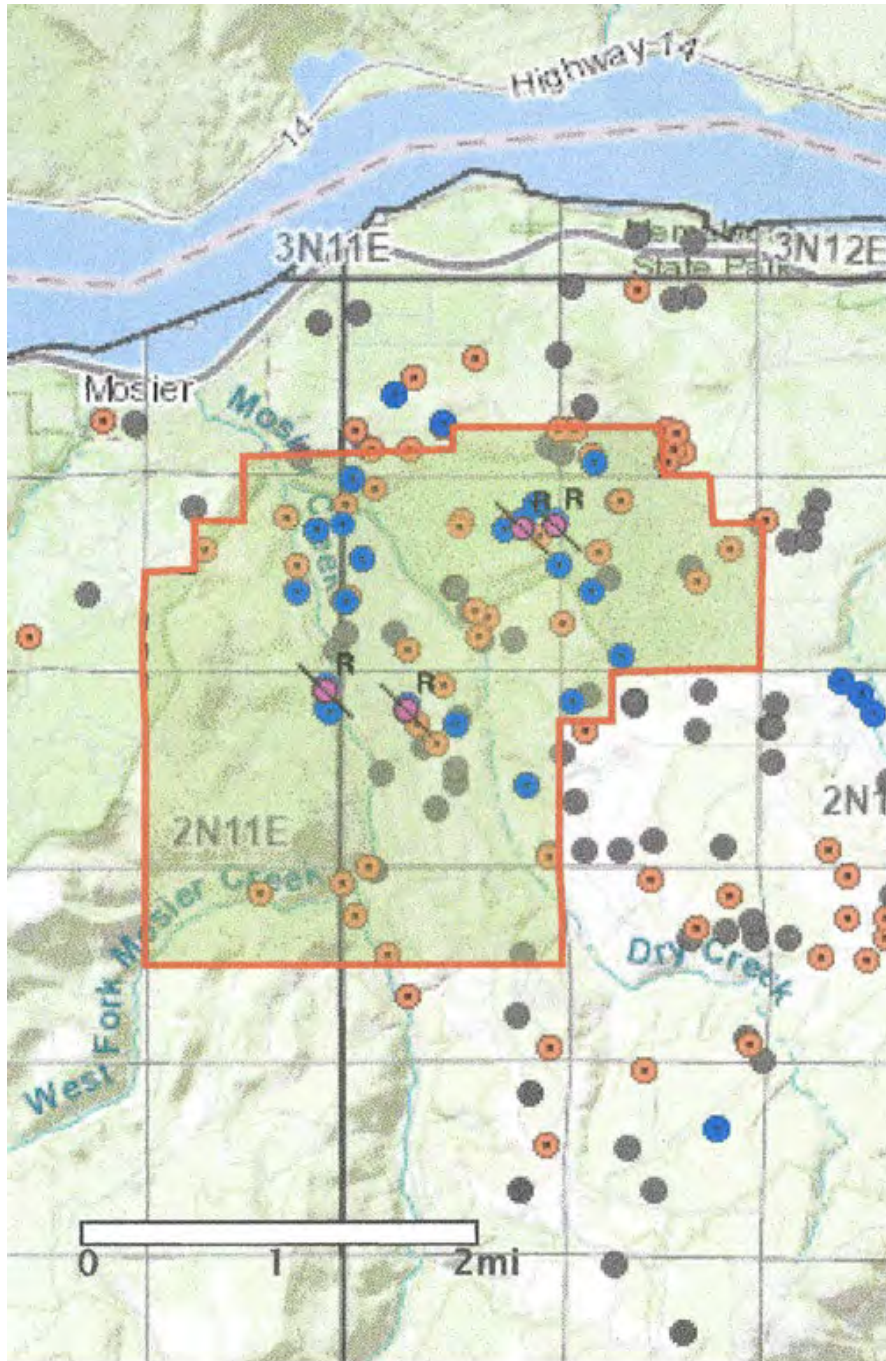 Highway 14
14
3N11E
State Park
3N12E
Mosier
Creek
R
R
R
R
2N11E
2N1
West Fork Mosier Creek
Dry Creek
0 1 2mi